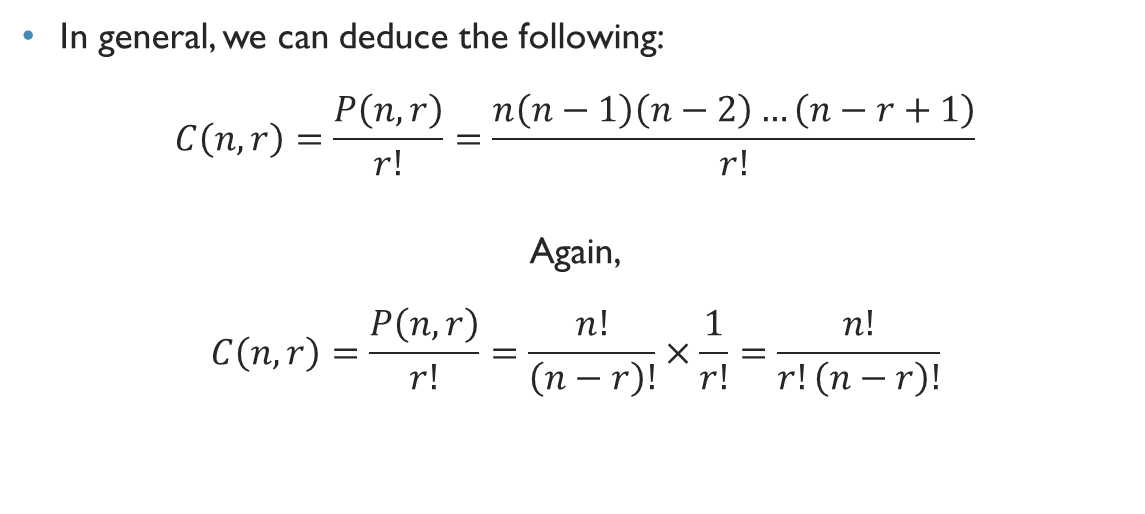 • In general, we can deduce the following:
C(n, r) = P(n, r) / r! = n(n − 1)(n − 2) … (n − r + 1) / r!
Again,
C(n, r) = P(n, r) / r! = n! / (n − r)! × 1 / r! = n! / r! (n − r)!